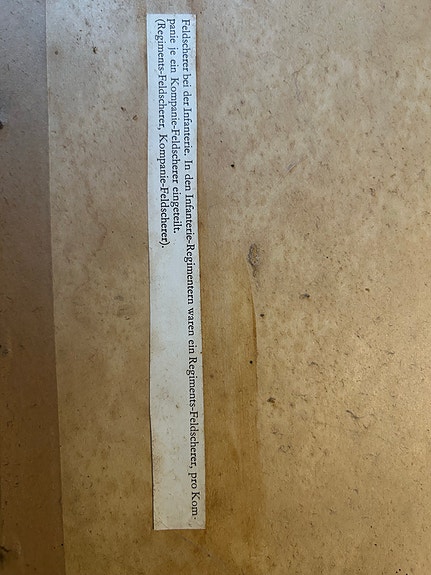 Feldscherer bei der Infanterie. In den Infanterie-Regimentern waren ein Regiments-Feldscherer, pro Kom-
panie je ein Kompanie-Feldscherer eingeteilt.
(Regiments-Feldscherer, Kompanie-Feldscherer).